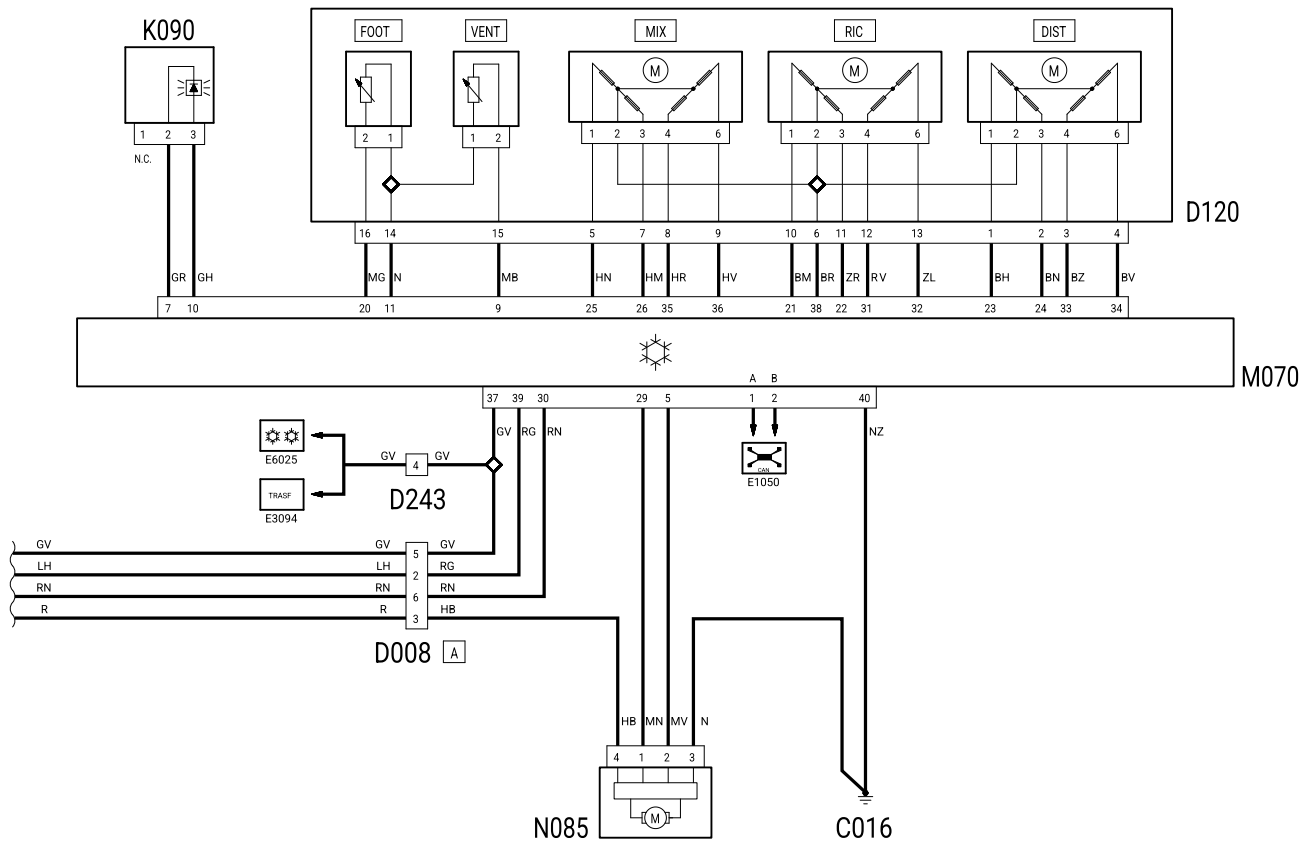 K090
FOOT VENT MIX RIC DIST
M M M
1 2 3
2 1 1 2 1 2 3 4 6 1 2 3 4 6 1 2 3 4 6
N.C.
D120
16 14 15 5 7 8 9 10 6 11 12 13 1 2 3 4
GR GH MG N MB HN HM HR HV BM BR ZR RV ZL BH BN BZ BV
7 10 20 11 9 25 26 35 36 21 38 22 31 32 23 24 33 34
M070
A B
37 39 30 29 5 1 2 40
GV RG RN NZ
E6025
GV 4 GV
CAN
E1050
TRASF
D243
E3094
GV GV 5 GV
LH LH 2 RG
RN RN 6 RN
R R 3 HB
D008 A
HB MN MV N
4 1 2 3
M
N085 C016